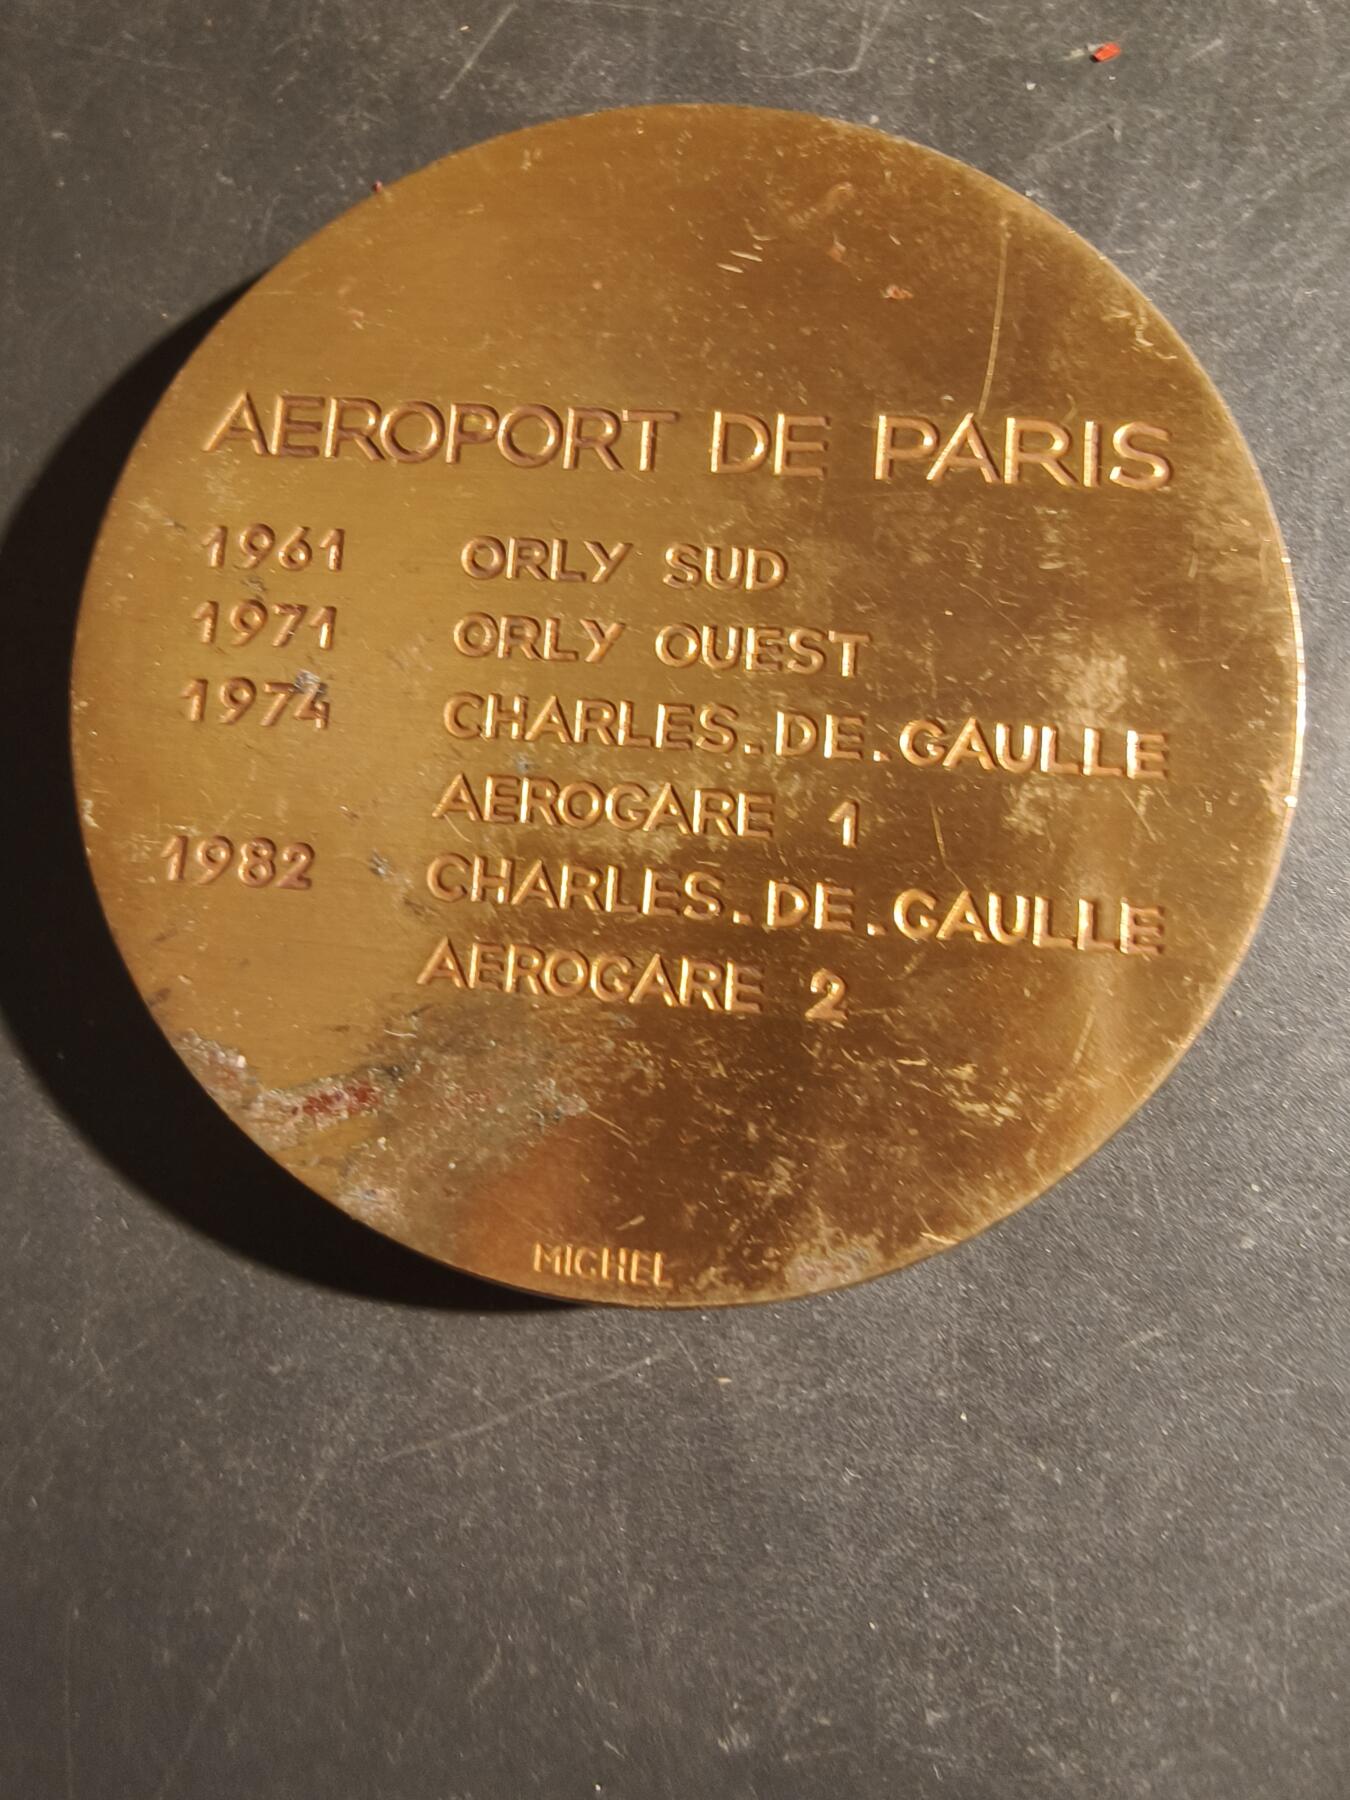 AEROPORT DE PARIS
1961 ORLY SUD
1971 ORLY OUEST
1974 CHARLES.DE.GAULLE
AEROGARE 1
1982 CHARLES.DE.GAULLE
AEROGARE 2
MICHEL